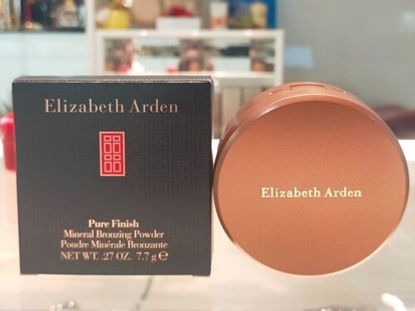 Elizabeth Arden
Pure Finish
Mineral Bronzing Powder
Poudre Minérale Bronzante
NET WT. .27 OZ. 7.7 g ℮
Elizabeth Arden